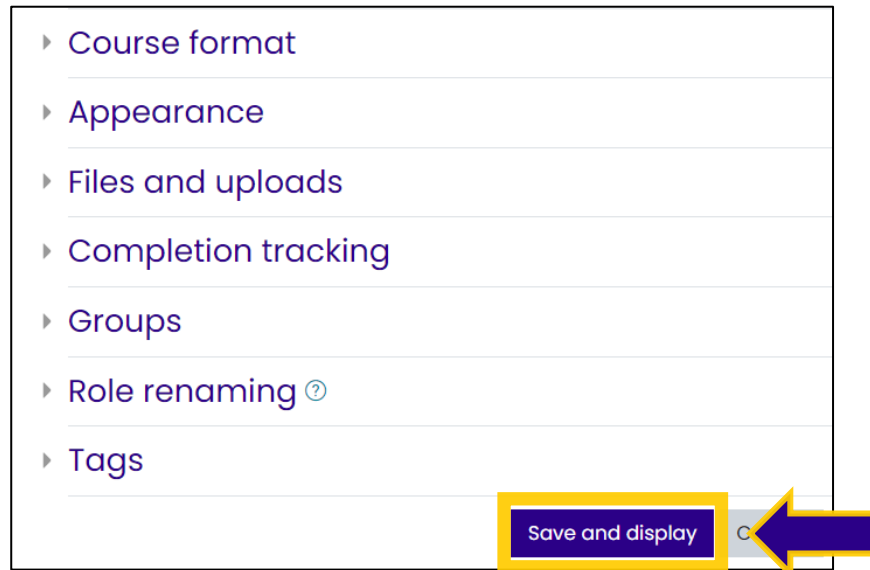 Course format
Appearance
Files and uploads
Completion tracking
Groups
Role renaming
Tags
Save and display